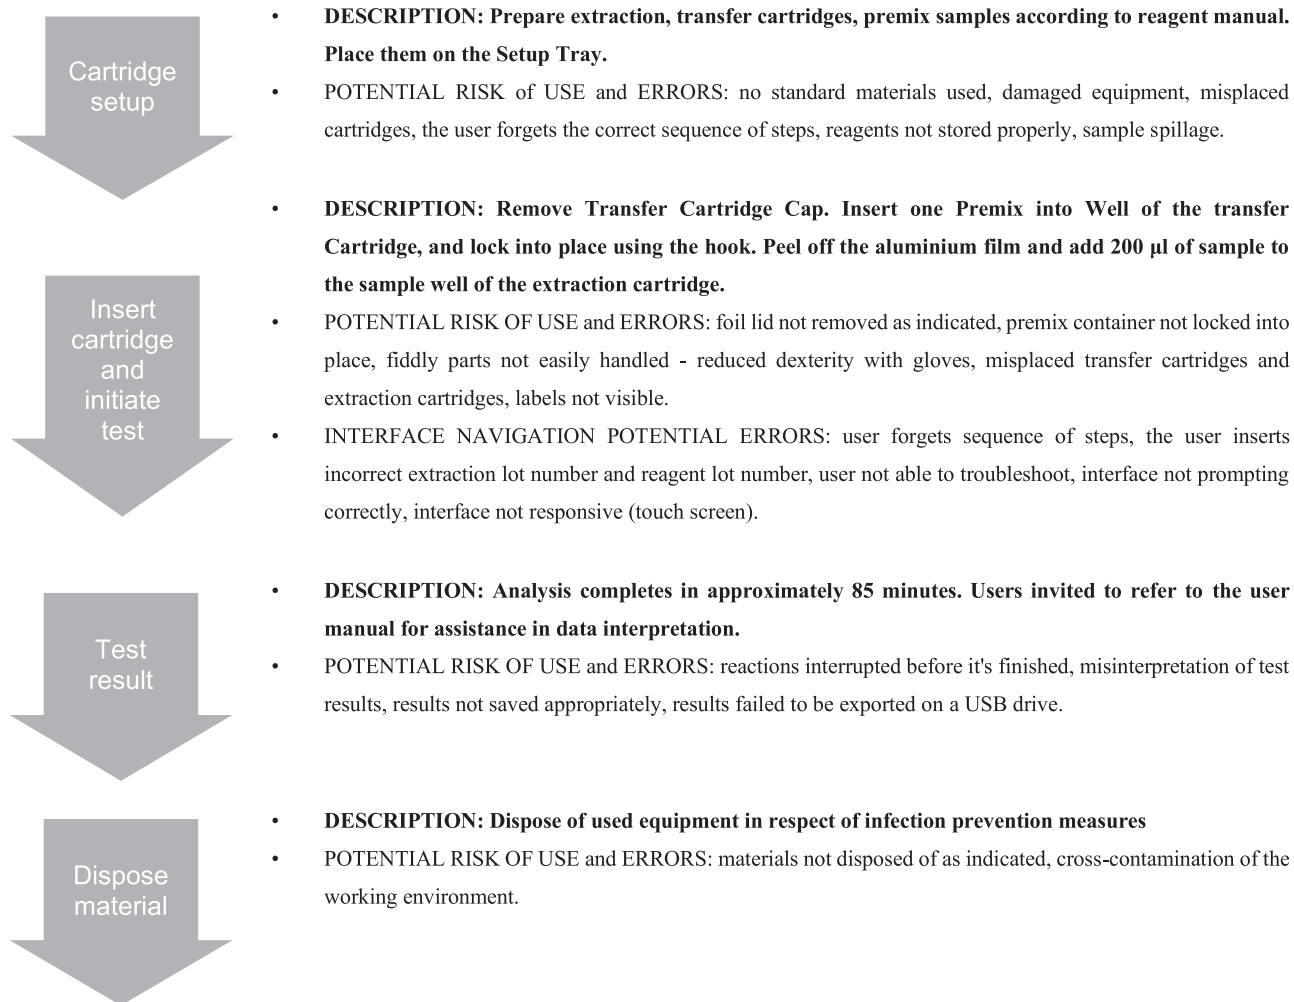 Cartridge
setup
• DESCRIPTION: Prepare extraction, transfer cartridges, premix samples according to reagent manual.
Place them on the Setup Tray.
• POTENTIAL RISK of USE and ERRORS: no standard materials used, damaged equipment, misplaced
cartridges, the user forgets the correct sequence of steps, reagents not stored properly, sample spillage.
Insert
cartridge
and
initiate
test
• DESCRIPTION: Remove Transfer Cartridge Cap. Insert one Premix into Well of the transfer
Cartridge, and lock into place using the hook. Peel off the aluminium film and add 200 µl of sample to
the sample well of the extraction cartridge.
• POTENTIAL RISK OF USE and ERRORS: foil lid not removed as indicated, premix container not locked into
place, fiddly parts not easily handled - reduced dexterity with gloves, misplaced transfer cartridges and
extraction cartridges, labels not visible.
• INTERFACE NAVIGATION POTENTIAL ERRORS: user forgets sequence of steps, the user inserts
incorrect extraction lot number and reagent lot number, user not able to troubleshoot, interface not prompting
correctly, interface not responsive (touch screen).
Test
result
• DESCRIPTION: Analysis completes in approximately 85 minutes. Users invited to refer to the user
manual for assistance in data interpretation.
• POTENTIAL RISK OF USE and ERRORS: reactions interrupted before it's finished, misinterpretation of test
results, results not saved appropriately, results failed to be exported on a USB drive.
Dispose
material
• DESCRIPTION: Dispose of used equipment in respect of infection prevention measures
• POTENTIAL RISK OF USE and ERRORS: materials not disposed of as indicated, cross-contamination of the
working environment.